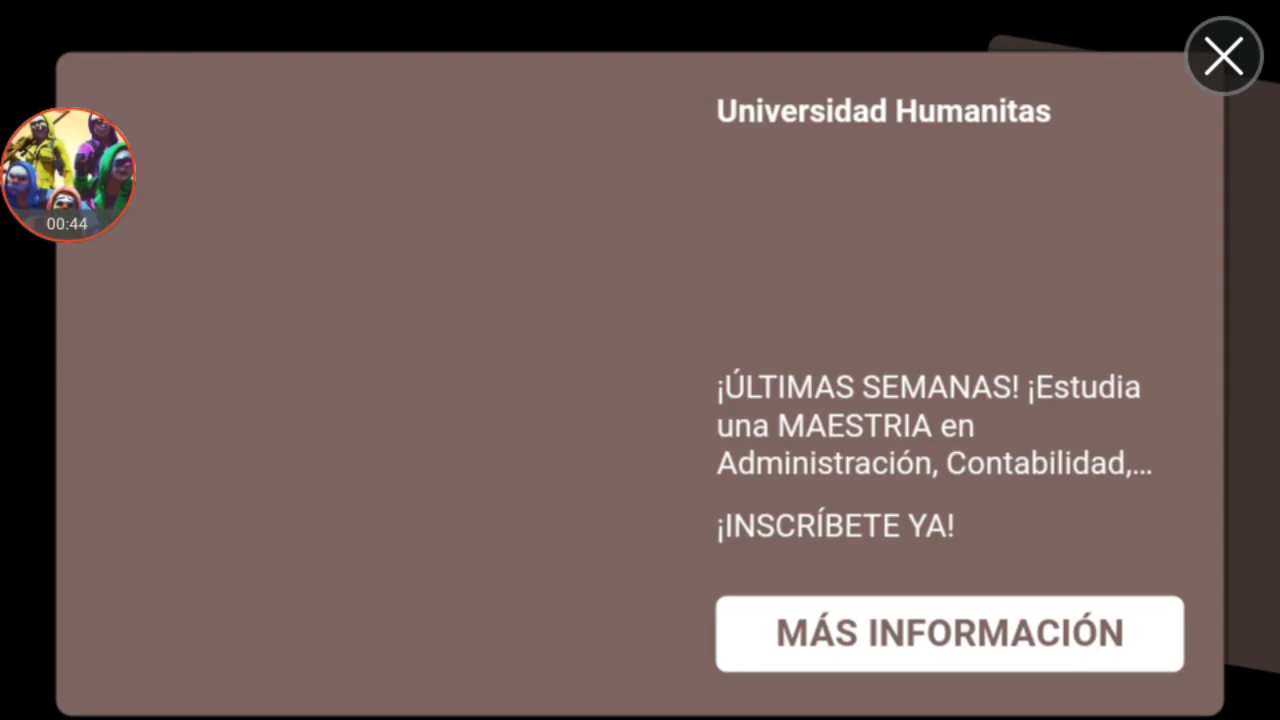 Universidad Humanitas
00:44
¡ÚLTIMAS SEMANAS! ¡Estudia
una MAESTRIA en
Administración, Contabilidad,...
¡INSCRÍBETE YA!
MÁS INFORMACIÓN